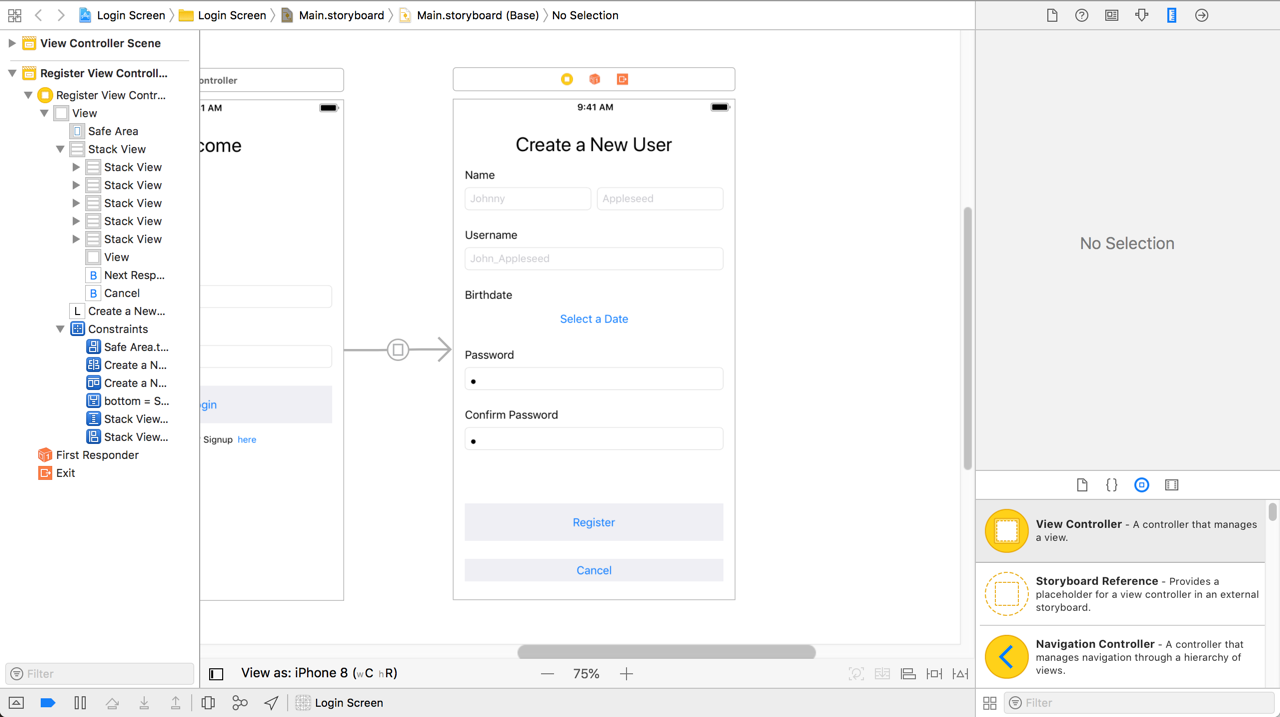 Login Screen
Login Screen
Main.storyboard
Main.storyboard (Base)
No Selection
View Controller Scene
Register View Controll...
Register View Contr...
View
Safe Area
Stack View
Stack View
Stack View
Stack View
Stack View
Stack View
View
B Next Resp...
B Cancel
L Create a New...
Constraints
Safe Area.t...
Create a N...
Create a N...
bottom = S...
Stack View...
Stack View...
First Responder
Exit
Filter
ontroller
1 AM
come
gin
Signup here
9:41 AM
Create a New User
Name
Johnny
Appleseed
Username
John_Appleseed
Birthdate
Select a Date
Password
Confirm Password
Register
Cancel
View as: iPhone 8 (wC hR)
75%
Login Screen
No Selection
View Controller - A controller that manages
a view.
Storyboard Reference - Provides a
placeholder for a view controller in an external
storyboard.
Navigation Controller - A controller that
manages navigation through a hierarchy of
views.
Filter